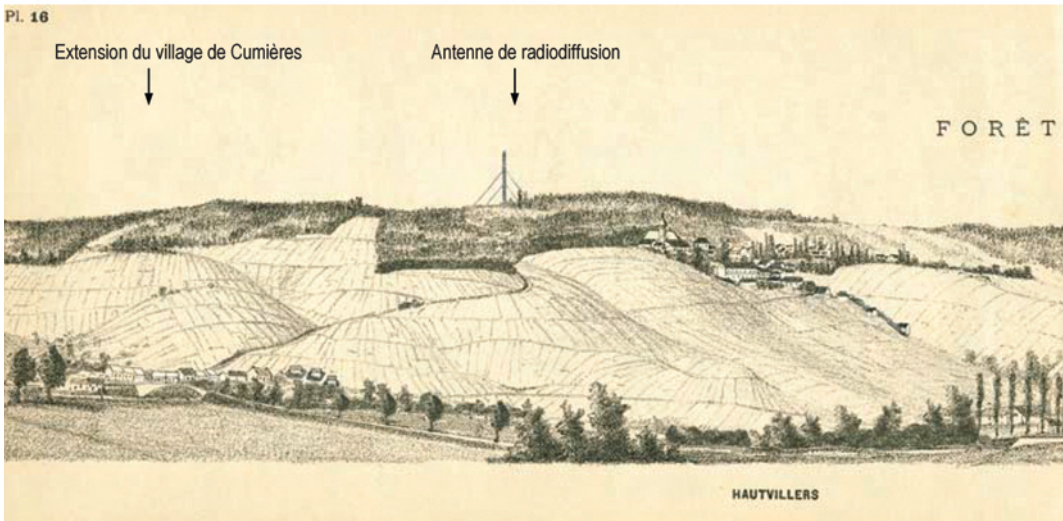 Pl. 16
Extension du village de Cumières
Antenne de radiodiffusion
FORÊT
HAUTVILLERS